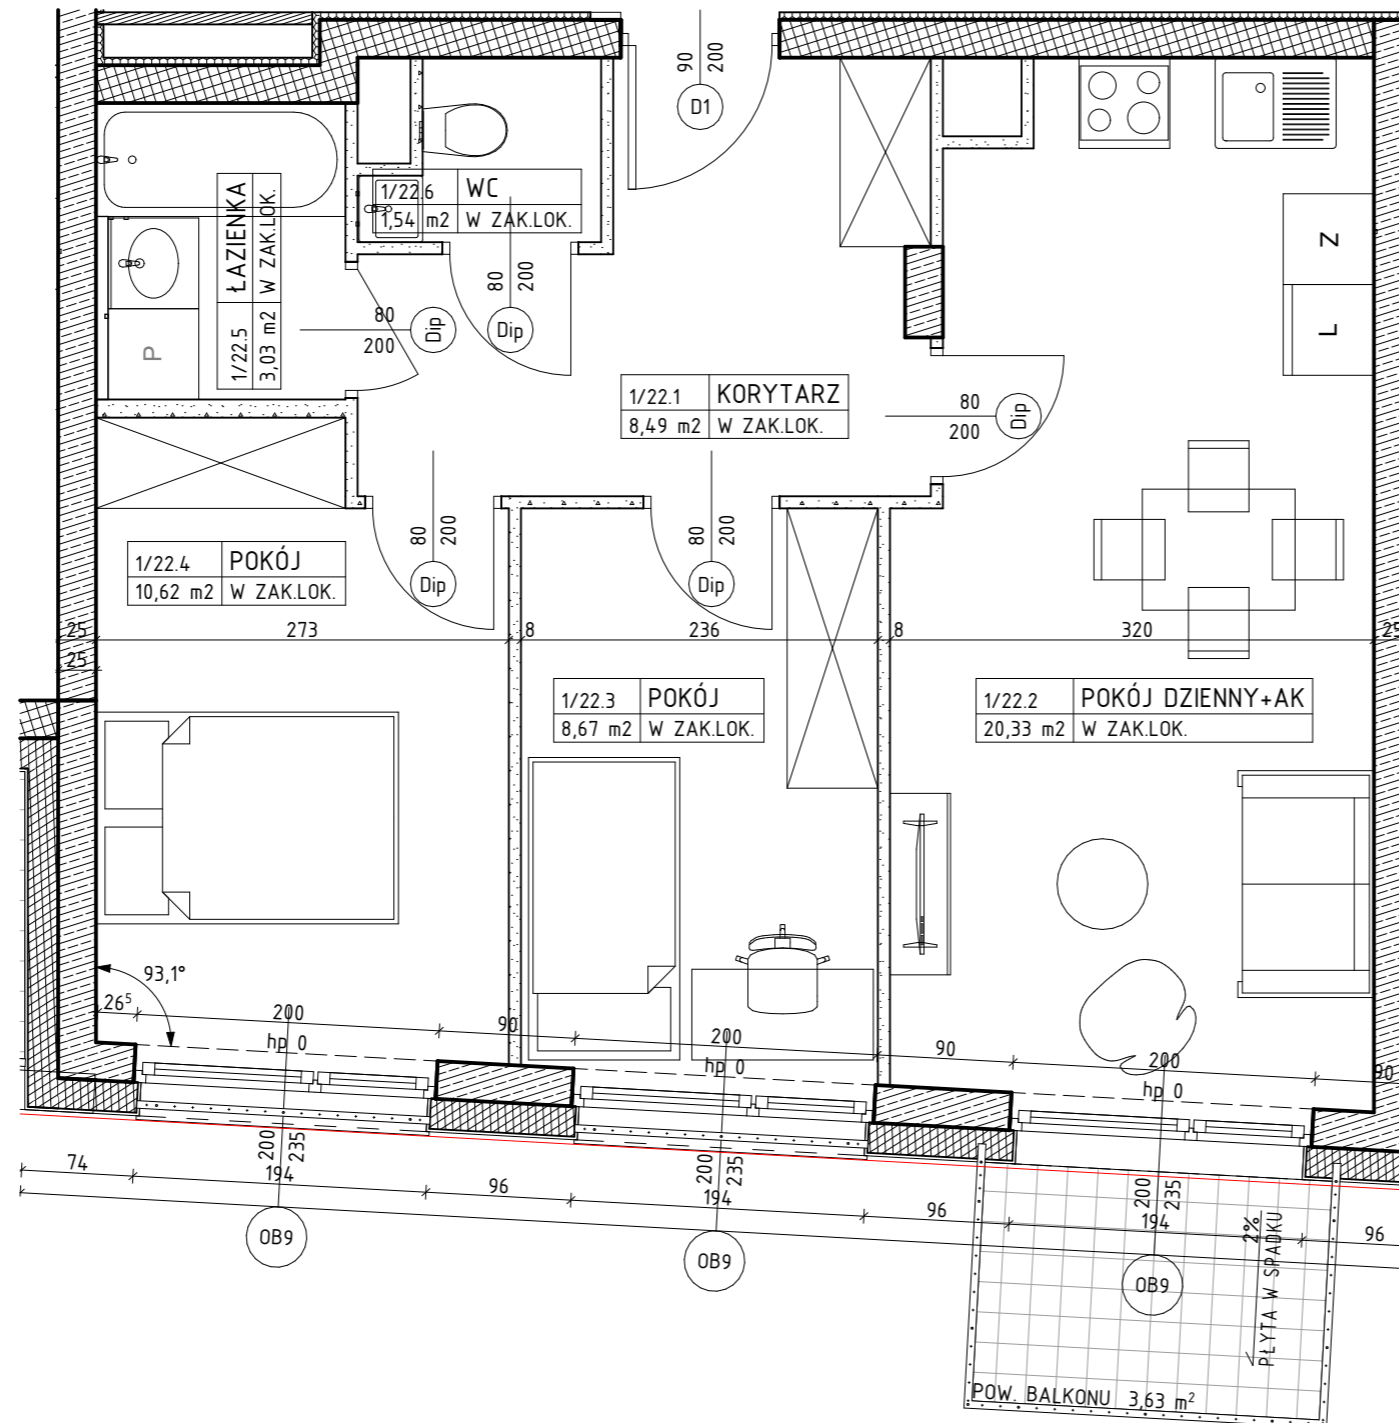 90
200
D1
1/22.6 WC
1,54 m2 W ZAK.LOK.
1/22.5 ŁAZIENKA
3,03 m2 W ZAK.LOK.
P
80
200
Dip
80
200
Dip
Z
L
1/22.1 KORYTARZ
8,49 m2 W ZAK.LOK.
80
200
Dip
80
200
Dip
80
200
Dip
1/22.4 POKÓJ
10,62 m2 W ZAK.LOK.
25 273 8 236 8 320 25
25
1/22.3 POKÓJ
8,67 m2 W ZAK.LOK.
1/22.2 POKÓJ DZIENNY+AK
20,33 m2 W ZAK.LOK.
93,1°
26⁵ 200 90 200 90 200 90
hp 0
hp 0
hp 0
200
235
200
235
200
235
74 194 96 194 96 194 96
OB9
OB9
OB9
2%
PŁYTA W SPADKU
POW. BALKONU 3,63 m²